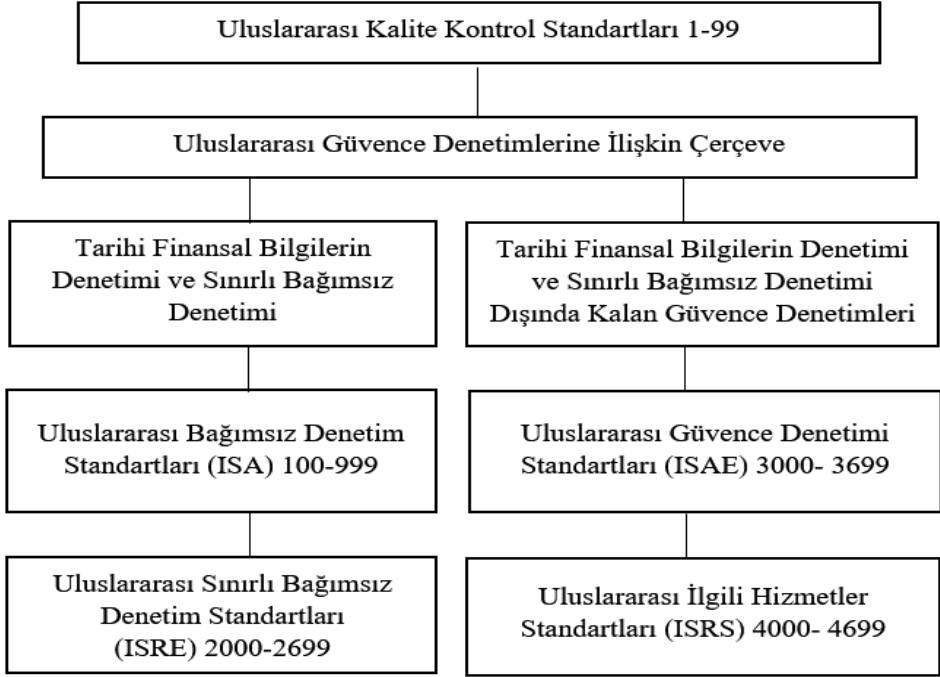 Uluslararası Kalite Kontrol Standartları 1-99
Uluslararası Güvence Denetimlerine İlişkin Çerçeve
Tarihi Finansal Bilgilerin
Denetimi ve Sınırlı Bağımsız
Denetimi
Tarihi Finansal Bilgilerin Denetimi
ve Sınırlı Bağımsız Denetimi
Dışında Kalan Güvence Denetimleri
Uluslararası Bağımsız Denetim
Standartları (ISA) 100-999
Uluslararası Güvence Denetimi
Standartları (ISAE) 3000- 3699
Uluslararası Sınırlı Bağımsız
Denetim Standartları
(ISRE) 2000-2699
Uluslararası İlgili Hizmetler
Standartları (ISRS) 4000- 4699